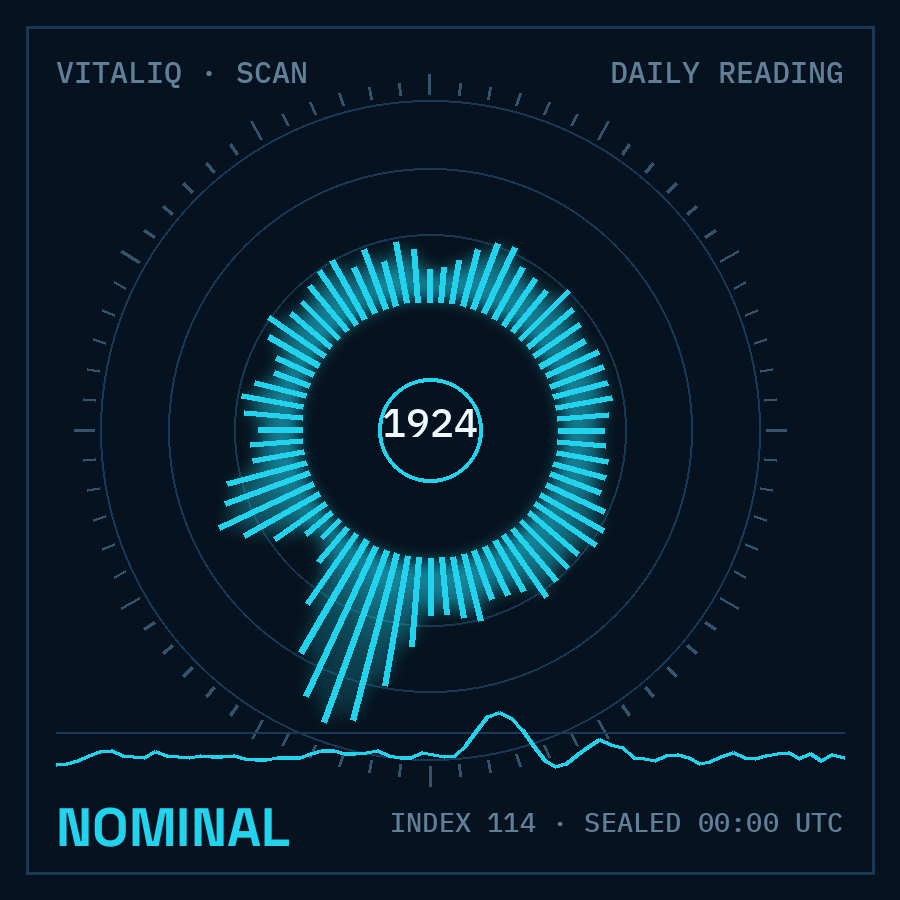 VITALIQ · SCAN
DAILY READING
1924
NOMINAL
INDEX 114 · SEALED 00:00 UTC